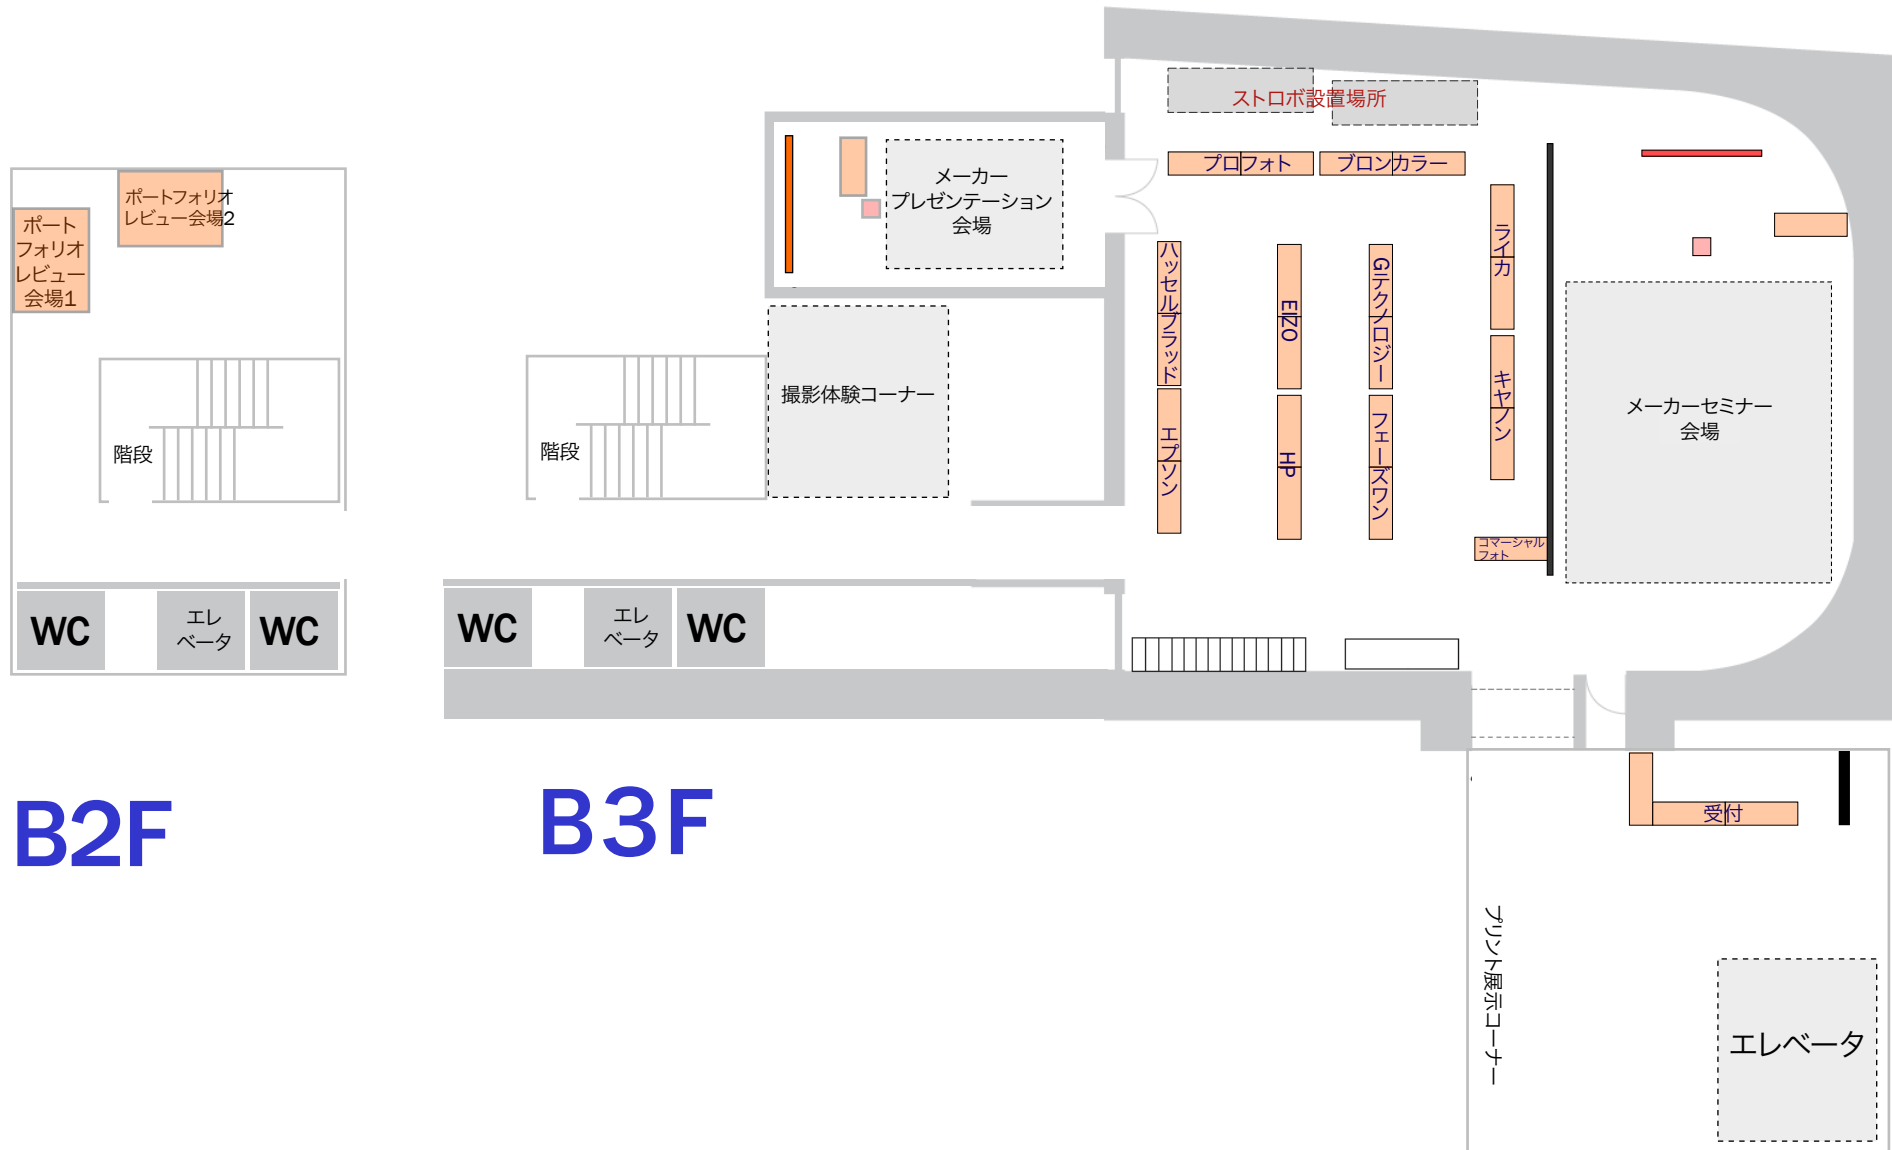 ポート
フォリオ
レビュー
会場1
ポートフォリオ
レビュー会場2
階段
WC
エレ
ベータ
WC
B2F
メーカー
プレゼンテーション
会場
撮影体験コーナー
階段
WC
エレ
ベータ
WC
B3F
ストロボ設置場所
プロフォト
ブロンカラー
ハッセルブラッド
エプソン
EIZO
HP
Gテクノロジー
フェーズワン
ライカ
キヤノン
コマーシャル
フォト
メーカーセミナー
会場
受付
プリント展示コーナー
エレベータ